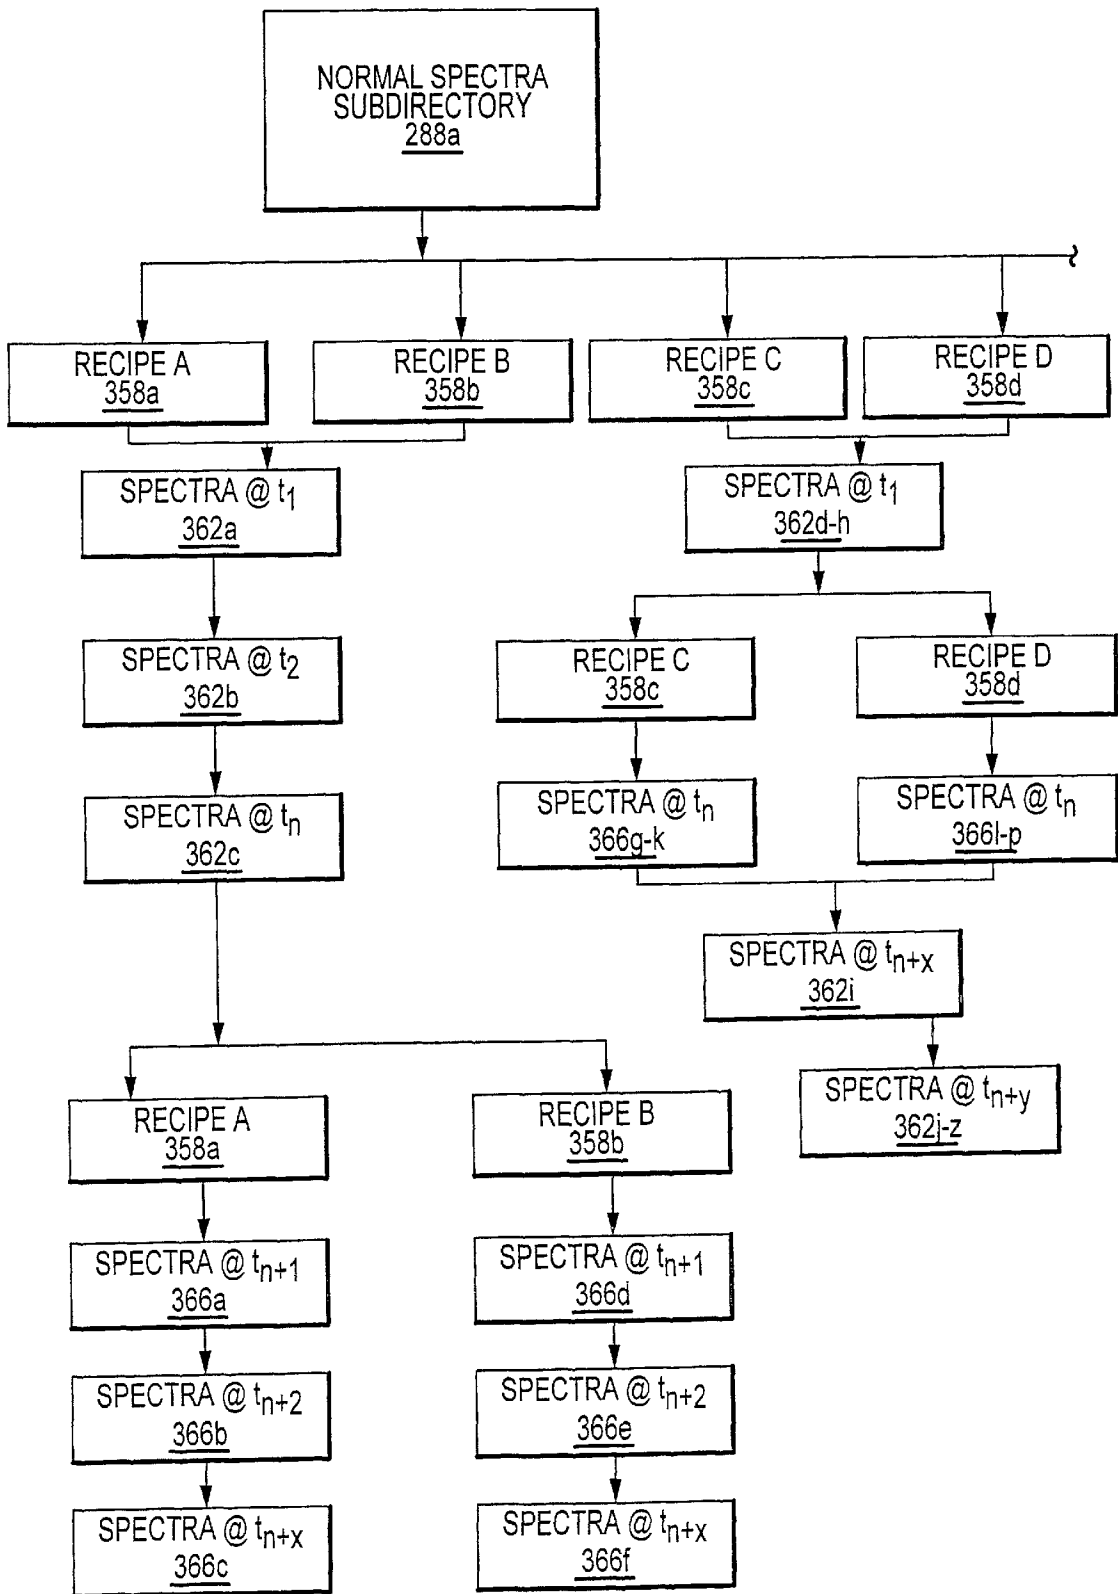 NORMAL SPECTRA
SUBDIRECTORY
288a
RECIPE A
358a
RECIPE B
358b
RECIPE C
358c
RECIPE D
358d
SPECTRA @ t1
362a
SPECTRA @ t1
362d-h
SPECTRA @ t2
362b
RECIPE C
358c
RECIPE D
358d
SPECTRA @ tn
362c
SPECTRA @ tn
366g-k
SPECTRA @ tn
366l-p
SPECTRA @ tn+x
362i
SPECTRA @ tn+y
362j-z
RECIPE A
358a
RECIPE B
358b
SPECTRA @ tn+1
366a
SPECTRA @ tn+1
366d
SPECTRA @ tn+2
366b
SPECTRA @ tn+2
366e
SPECTRA @ tn+x
366c
SPECTRA @ tn+x
366f